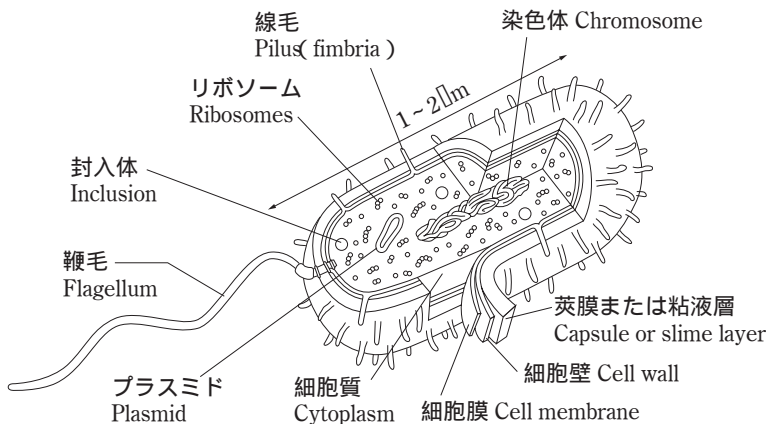 線毛
Pilus( fimbria )
染色体 Chromosome
リボソーム
Ribosomes
1 ~ 2▯m
封入体
Inclusion
鞭毛
Flagellum
莢膜または粘液層
Capsule or slime layer
細胞壁 Cell wall
プラスミド
Plasmid
細胞質
Cytoplasm
細胞膜 Cell membrane